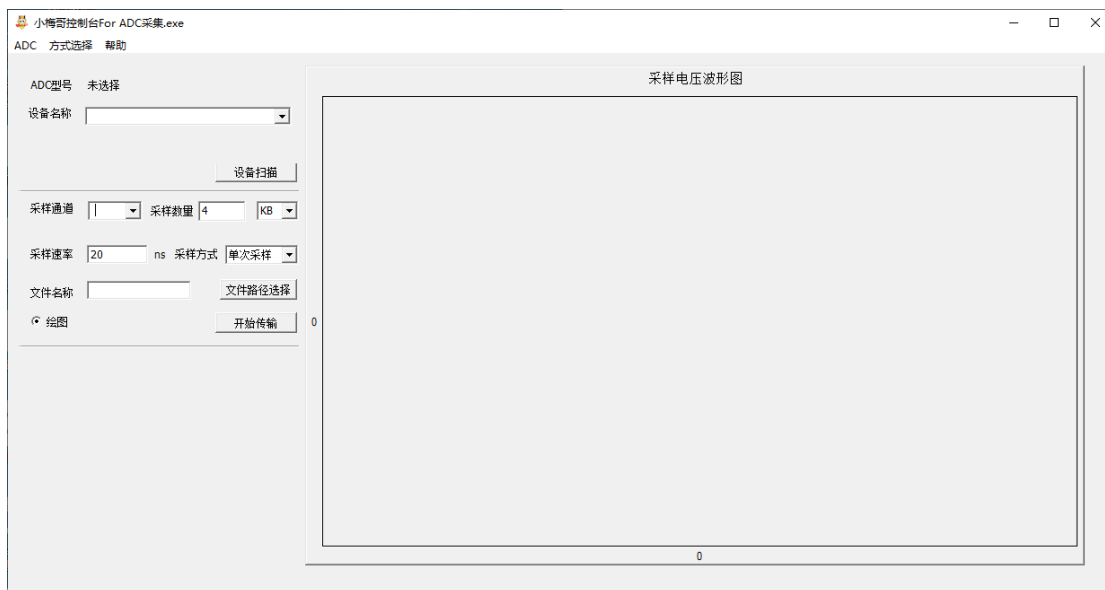 小梅哥控制台For ADC采集.exe
ADC 方式选择 帮助
ADC型号 未选择
设备名称
设备扫描
采样通道 采样数量 4 KB
采样速率 20 ns 采样方式 单次采样
文件名称 文件路径选择
绘图 开始传输
采样电压波形图
0
0